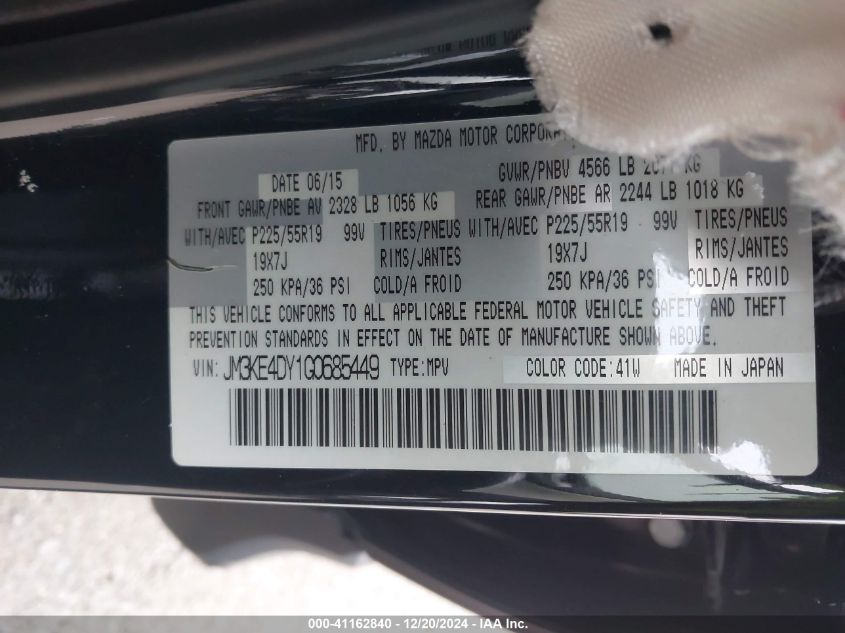 MFD. BY MAZDA MOTOR
DATE 06/15 GVWR/PNBV 4566 LB KG
FRONT GAWR/PNBE AV 2328 LB 1056 KG REAR GAWR/PNBE AR 2244 LB 1018 KG
WITH/AVEC P225/55R19 99V TIRES/PNEUS WITH/AVEC P225/55R19 99V TIRES/PNEUS
19X7J RIMS/JANTES 19X7J RIMS/JANTES
250 KPA/36 PSI COLD/A FROID 250 KPA/36 PSI COLD/A FROID
THIS VEHICLE CONFORMS TO ALL APPLICABLE FEDERAL MOTOR VEHICLE SAFETY AND THEFT
PREVENTION STANDARDS IN EFFECT ON THE DATE OF MANUFACTURE SHOWN ABOVE.
VIN: JM3KE4DY1G0685449 TYPE:MPV COLOR CODE:41W MADE IN JAPAN
000-41162840 - 12/20/2024 - IAA Inc.